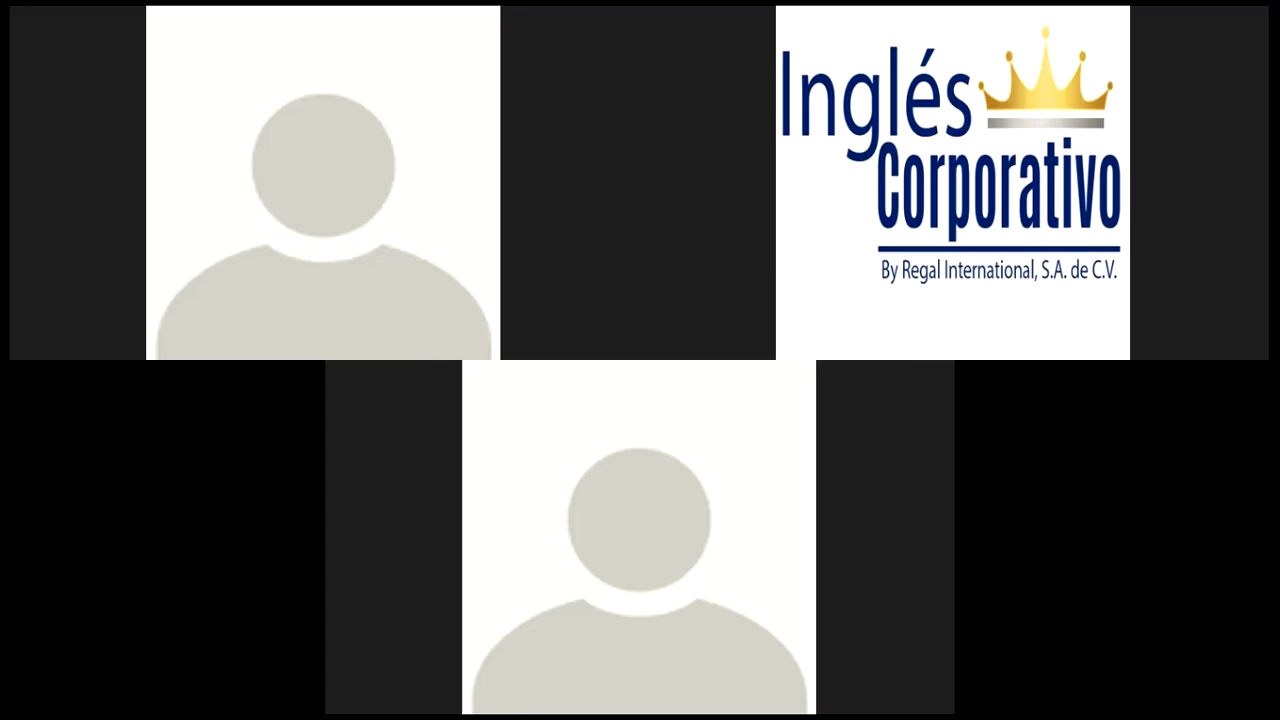 Inglés
Corporativo
By Regal International, S.A. de C.V.